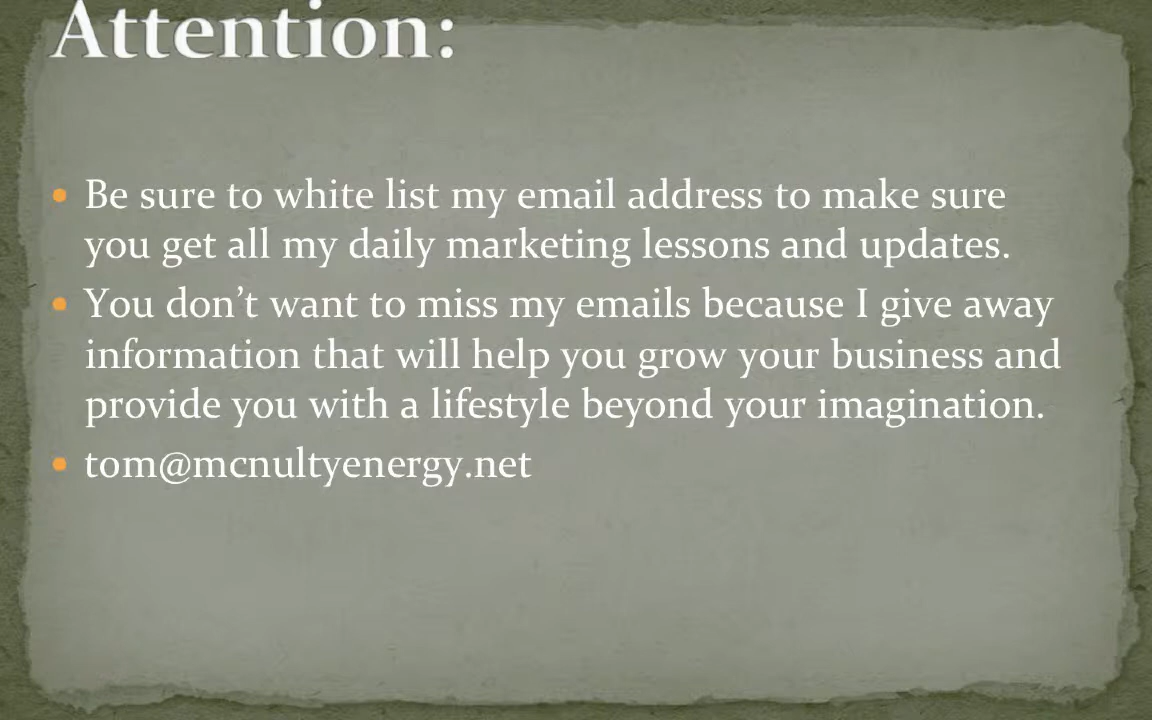 Attention:
Be sure to white list my email address to make sure
you get all my daily marketing lessons and updates.
You don’t want to miss my emails because I give away
information that will help you grow your business and
provide you with a lifestyle beyond your imagination.
tom@mcnultyenergy.net